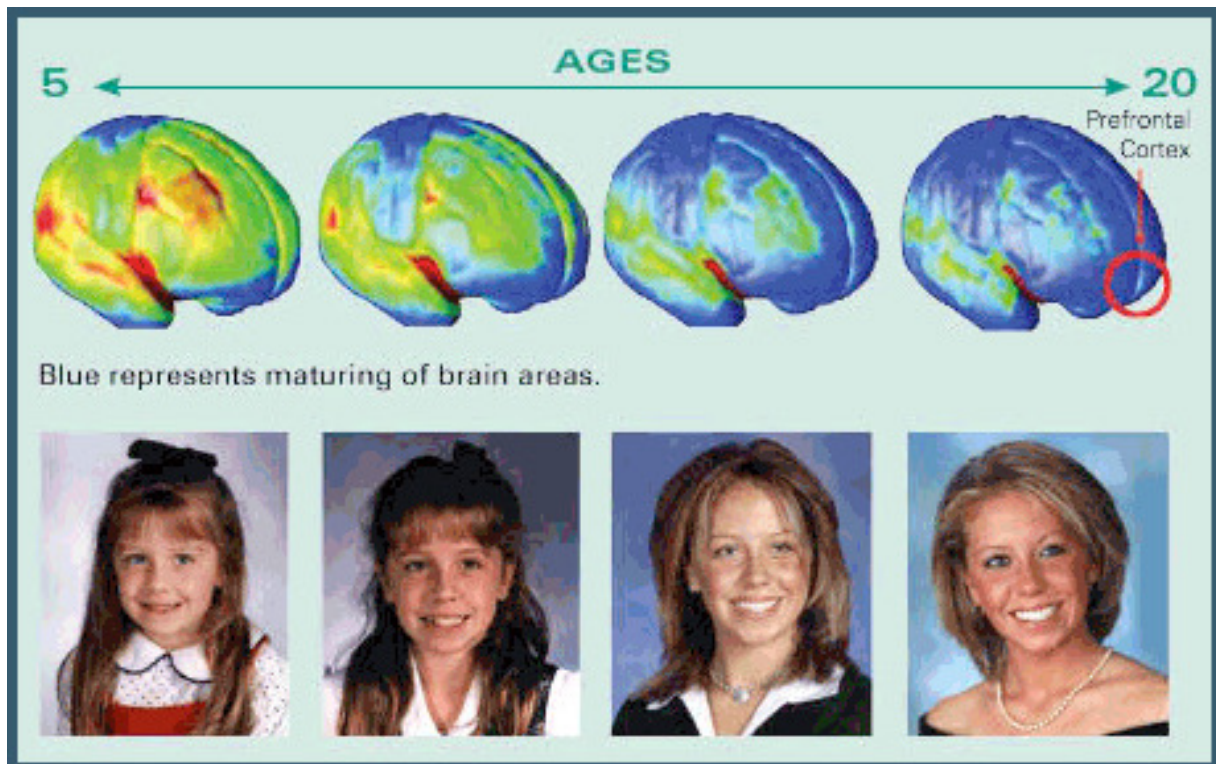 AGES
5 20
Prefrontal
Cortex
Blue represents maturing of brain areas.